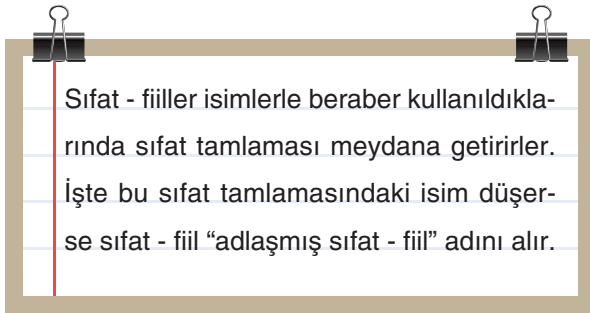 Sıfat - fiiller isimlerle beraber kullanıldıkla-
rında sıfat tamlaması meydana getirirler.
İşte bu sıfat tamlamasındaki isim düşer-
se sıfat - fiil “adlaşmış sıfat - fiil” adını alır.